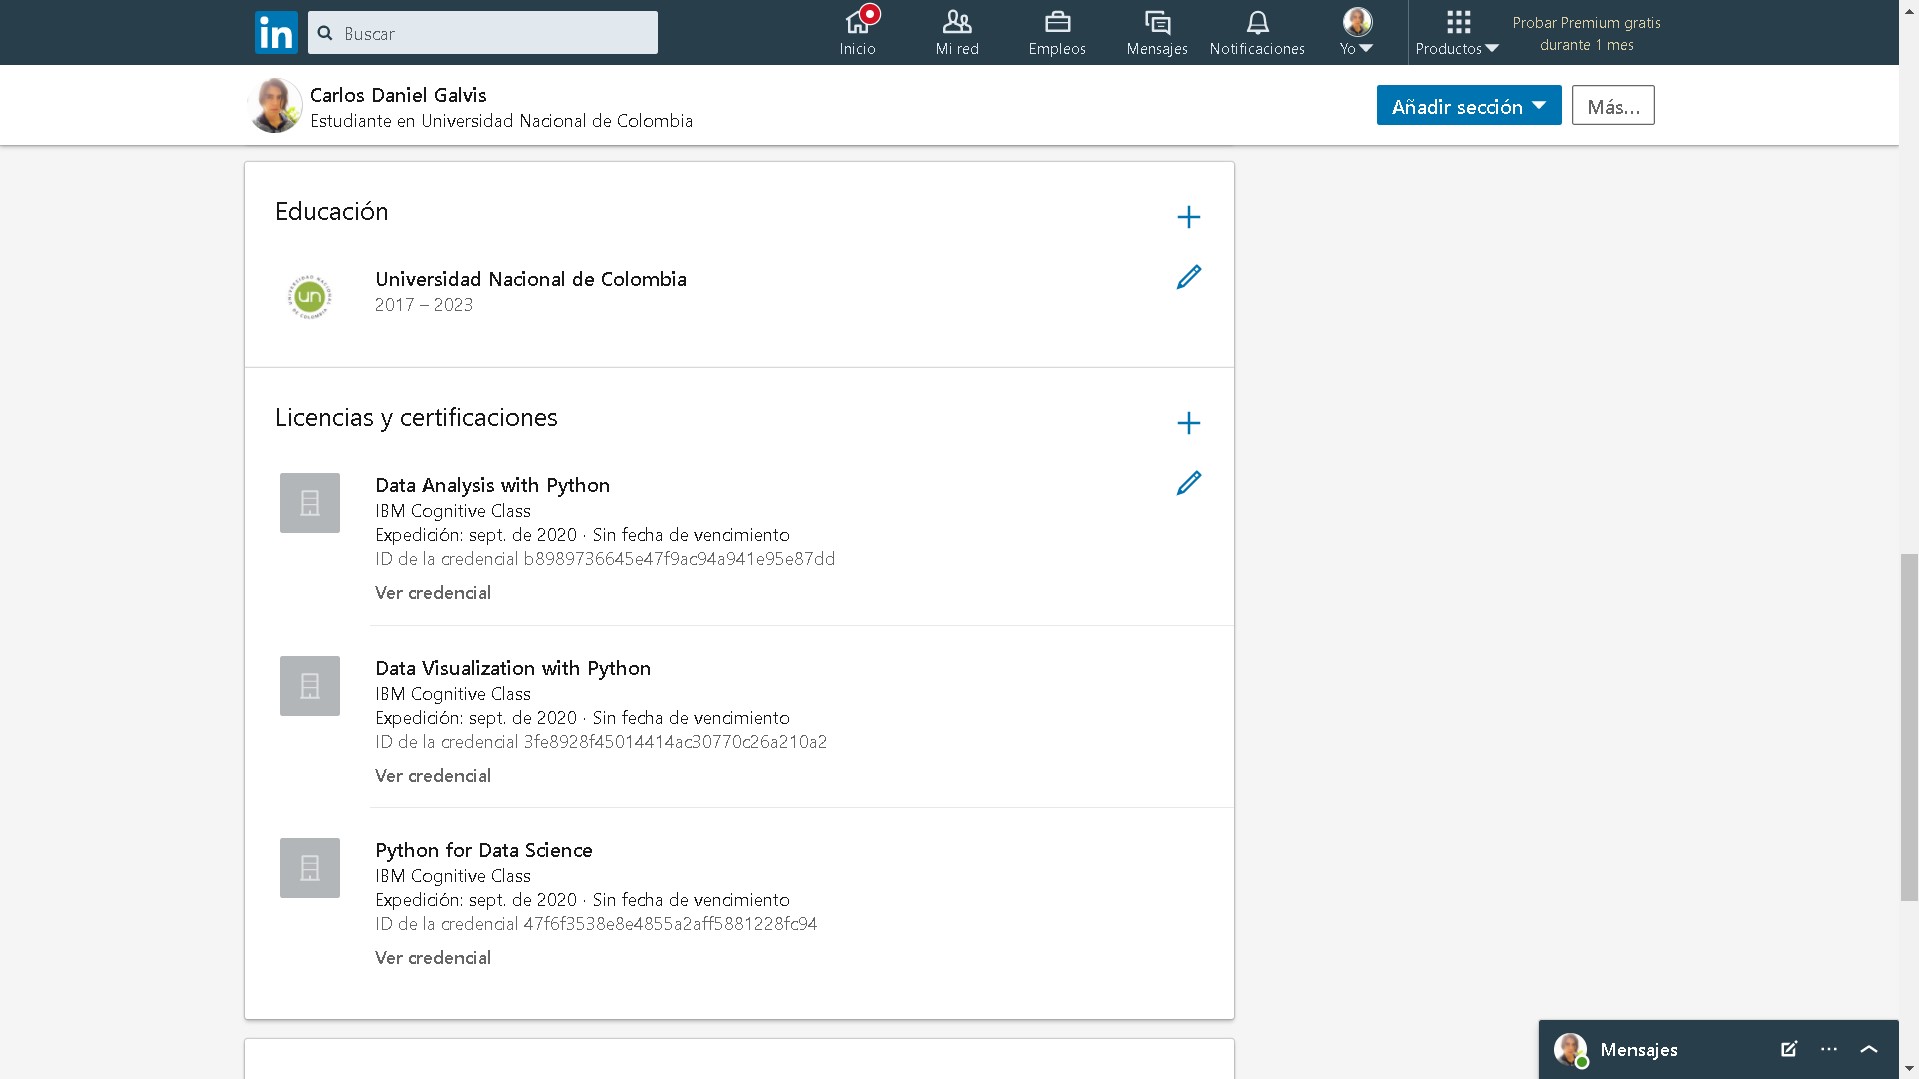 in
Buscar
Inicio
Mi red
Empleos
Mensajes
Notificaciones
Yo
Productos
Probar Premium gratis
durante 1 mes
Carlos Daniel Galvis
Estudiante en Universidad Nacional de Colombia
Añadir sección
Más...
Educación
UNIVERSIDAD NACIONAL DE COLOMBIA
un
Universidad Nacional de Colombia
2017 – 2023
Licencias y certificaciones
Data Analysis with Python
IBM Cognitive Class
Expedición: sept. de 2020 · Sin fecha de vencimiento
ID de la credencial b8989736645e47f9ac94a941e95e87dd
Ver credencial
Data Visualization with Python
IBM Cognitive Class
Expedición: sept. de 2020 · Sin fecha de vencimiento
ID de la credencial 3fe8928f45014414ac30770c26a210a2
Ver credencial
Python for Data Science
IBM Cognitive Class
Expedición: sept. de 2020 · Sin fecha de vencimiento
ID de la credencial 47f6f3538e8e4855a2aff5881228fc94
Ver credencial
Mensajes